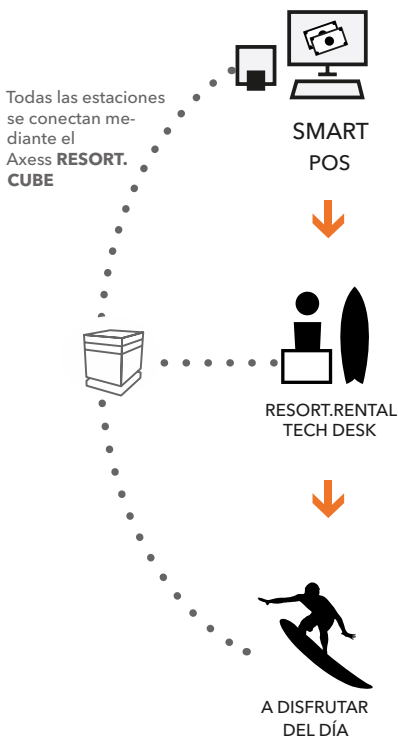 Todas las estaciones
se conectan me-
diante el
Axess RESORT.
CUBE
SMART
POS
RESORT.RENTAL
TECH DESK
A DISFRUTAR
DEL DÍA